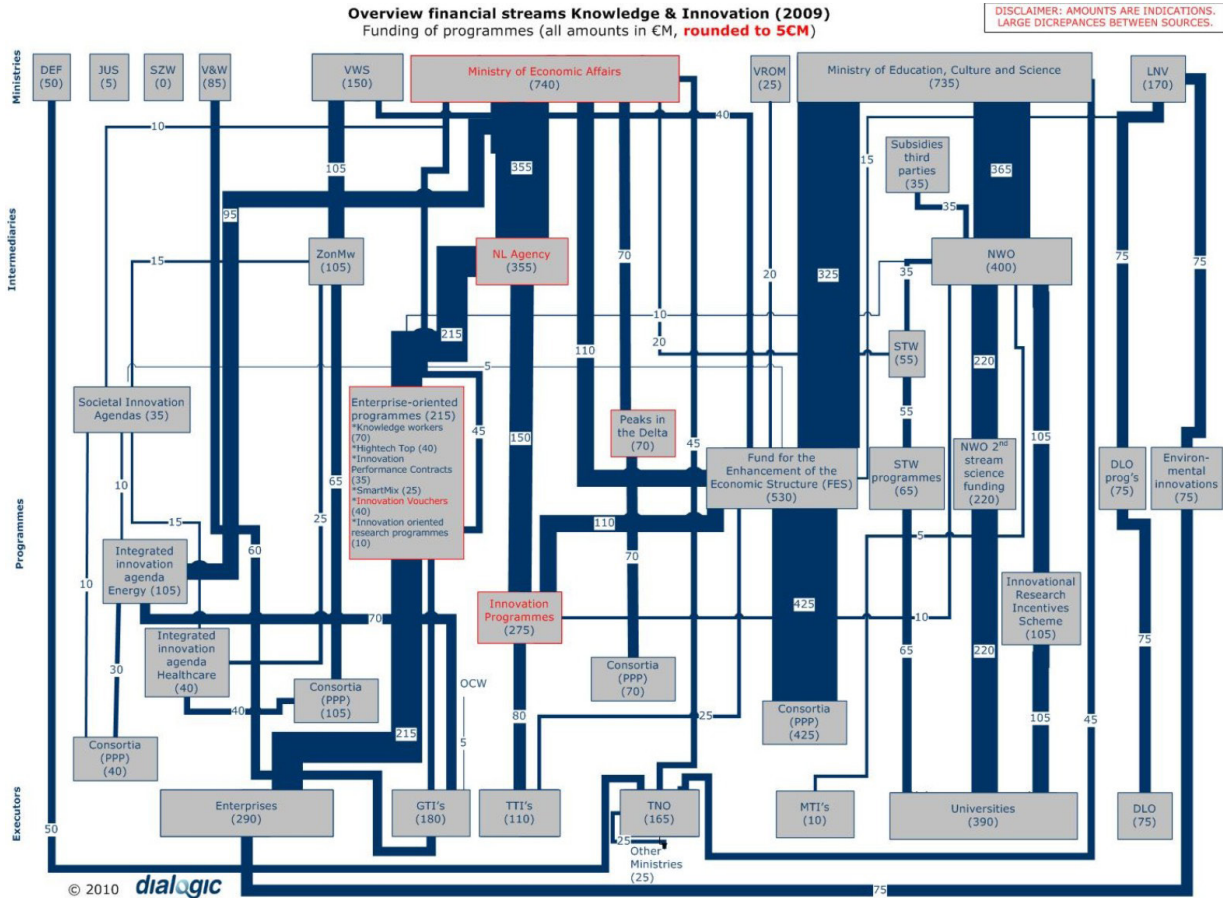 Overview financial streams Knowledge & Innovation (2009)
Funding of programmes (all amounts in €M, rounded to 5€M)
DISCLAIMER: AMOUNTS ARE INDICATIONS.
LARGE DICREPANCES BETWEEN SOURCES.
Ministries
DEF
(50)
JUS
(5)
SZW
(0)
V&W
(85)
VWS
(150)
Ministry of Economic Affairs
(740)
VROM
(25)
Ministry of Education, Culture and Science
(735)
LNV
(170)
10
40
15
105
355
365
Subsidies
third
parties
(35)
35
95
Intermediaries
ZonMw
(105)
NL Agency
(355)
NWO
(400)
15
70
20
325
35
75
75
10
20
215
110
STW
(55)
220
5
Programmes
Societal Innovation
Agendas (35)
Enterprise-oriented
programmes (215)
*Knowledge workers
(70)
*Hightech Top (40)
*Innovation
Performance Contracts
(35)
*SmartMix (25)
*Innovation Vouchers
(40)
*Innovation oriented
research programmes
(10)
45
150
Peaks in
the Delta
(70)
45
55
105
Fund for the
Enhancement of the
Economic Structure (FES)
(530)
STW
programmes
(65)
NWO 2nd
stream
science
funding
(220)
DLO
prog's
(75)
Environ-
mental
innovations
(75)
10
65
15
25
60
110
70
5
Integrated
innovation
agenda
Energy (105)
10
70
Innovation
Programmes
(275)
425
10
Innovational
Research
Incentives
Scheme
(105)
Integrated
innovation
agenda
Healthcare
(40)
30
65
220
75
Consortia
(PPP)
(105)
Consortia
(PPP)
(70)
OCW
40
215
5
80
25
Consortia
(PPP)
(425)
105
45
Consortia
(PPP)
(40)
Executors
Enterprises
(290)
GTI's
(180)
TTI's
(110)
TNO
(165)
MTI's
(10)
Universities
(390)
DLO
(75)
50
25
Other
Ministries
(25)
75
© 2010 dialogic